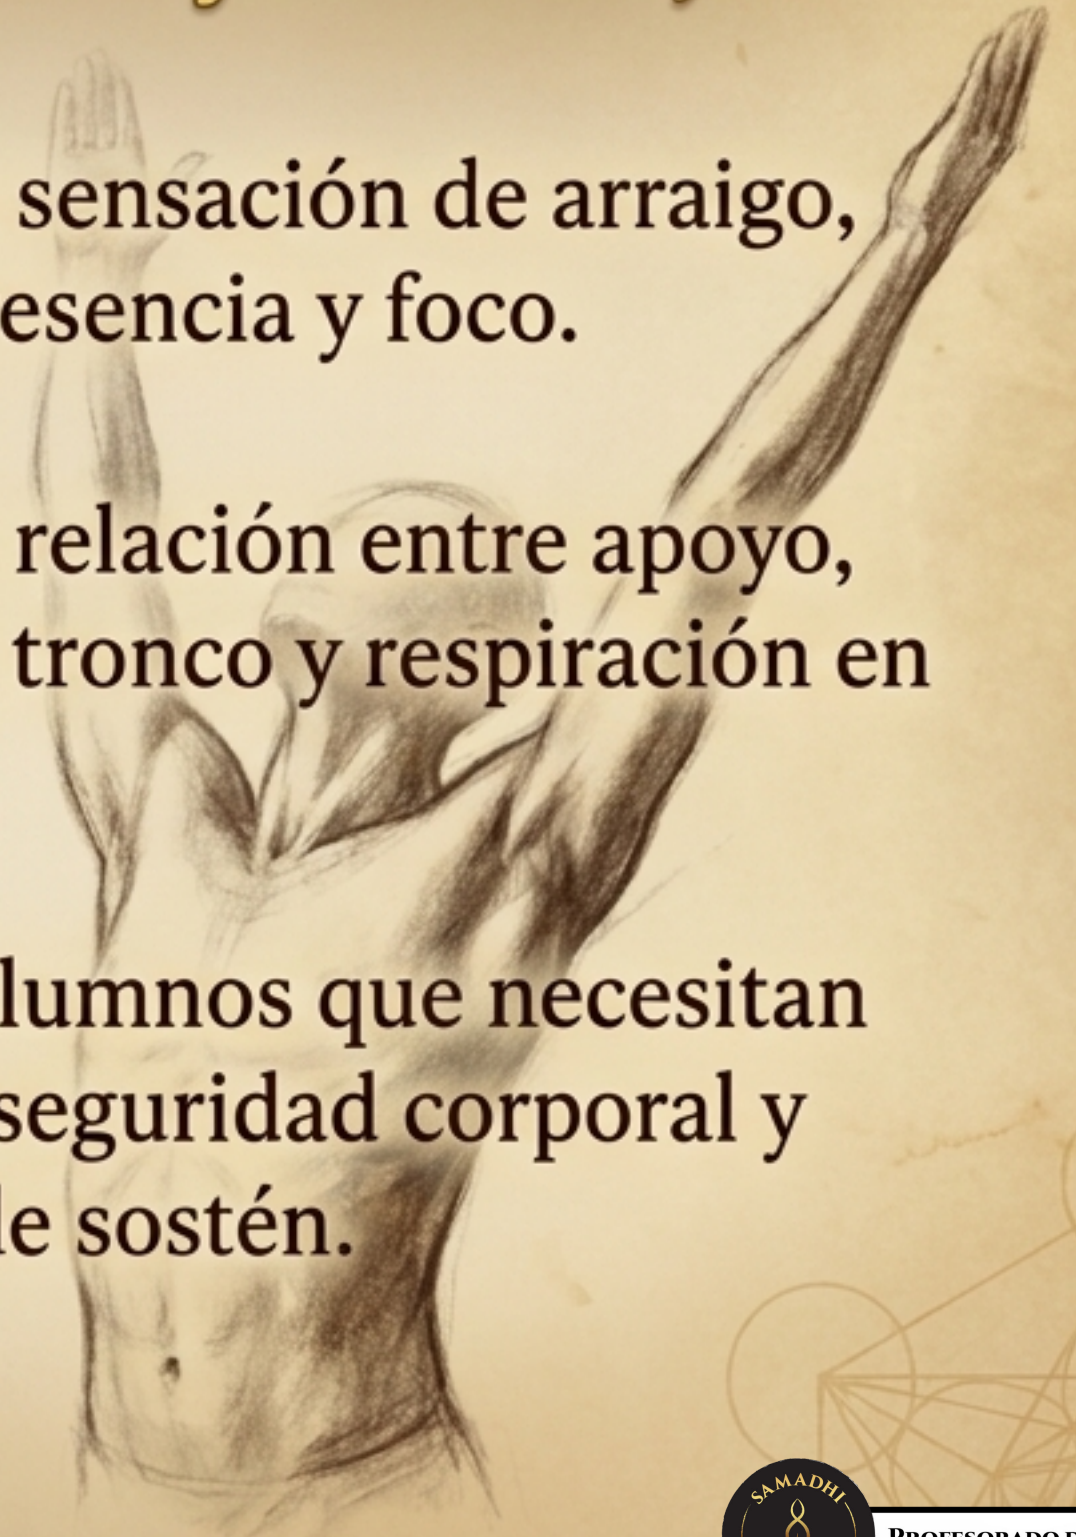 sensación de arraigo,
esencia y foco.
relación entre apoyo,
tronco y respiración en
lumnos que necesitan
seguridad corporal y
le sostén.
SAMADHI
PROFESORADO